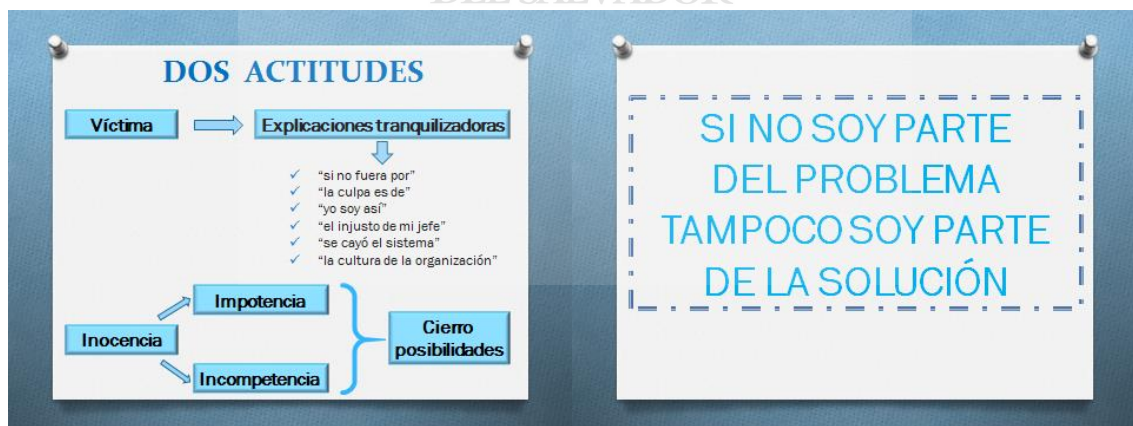 DEL SALVADOR
DOS ACTITUDES
Víctima
Explicaciones tranquilizadoras
"si no fuera por"
"la culpa es de"
"yo soy así"
"el injusto de mi jefe"
"se cayó el sistema"
"la cultura de la organización"
Impotencia
Inocencia
Incompetencia
Cierro
posibilidades
SI NO SOY PARTE
DEL PROBLEMA
TAMPOCO SOY PARTE
DE LA SOLUCIÓN